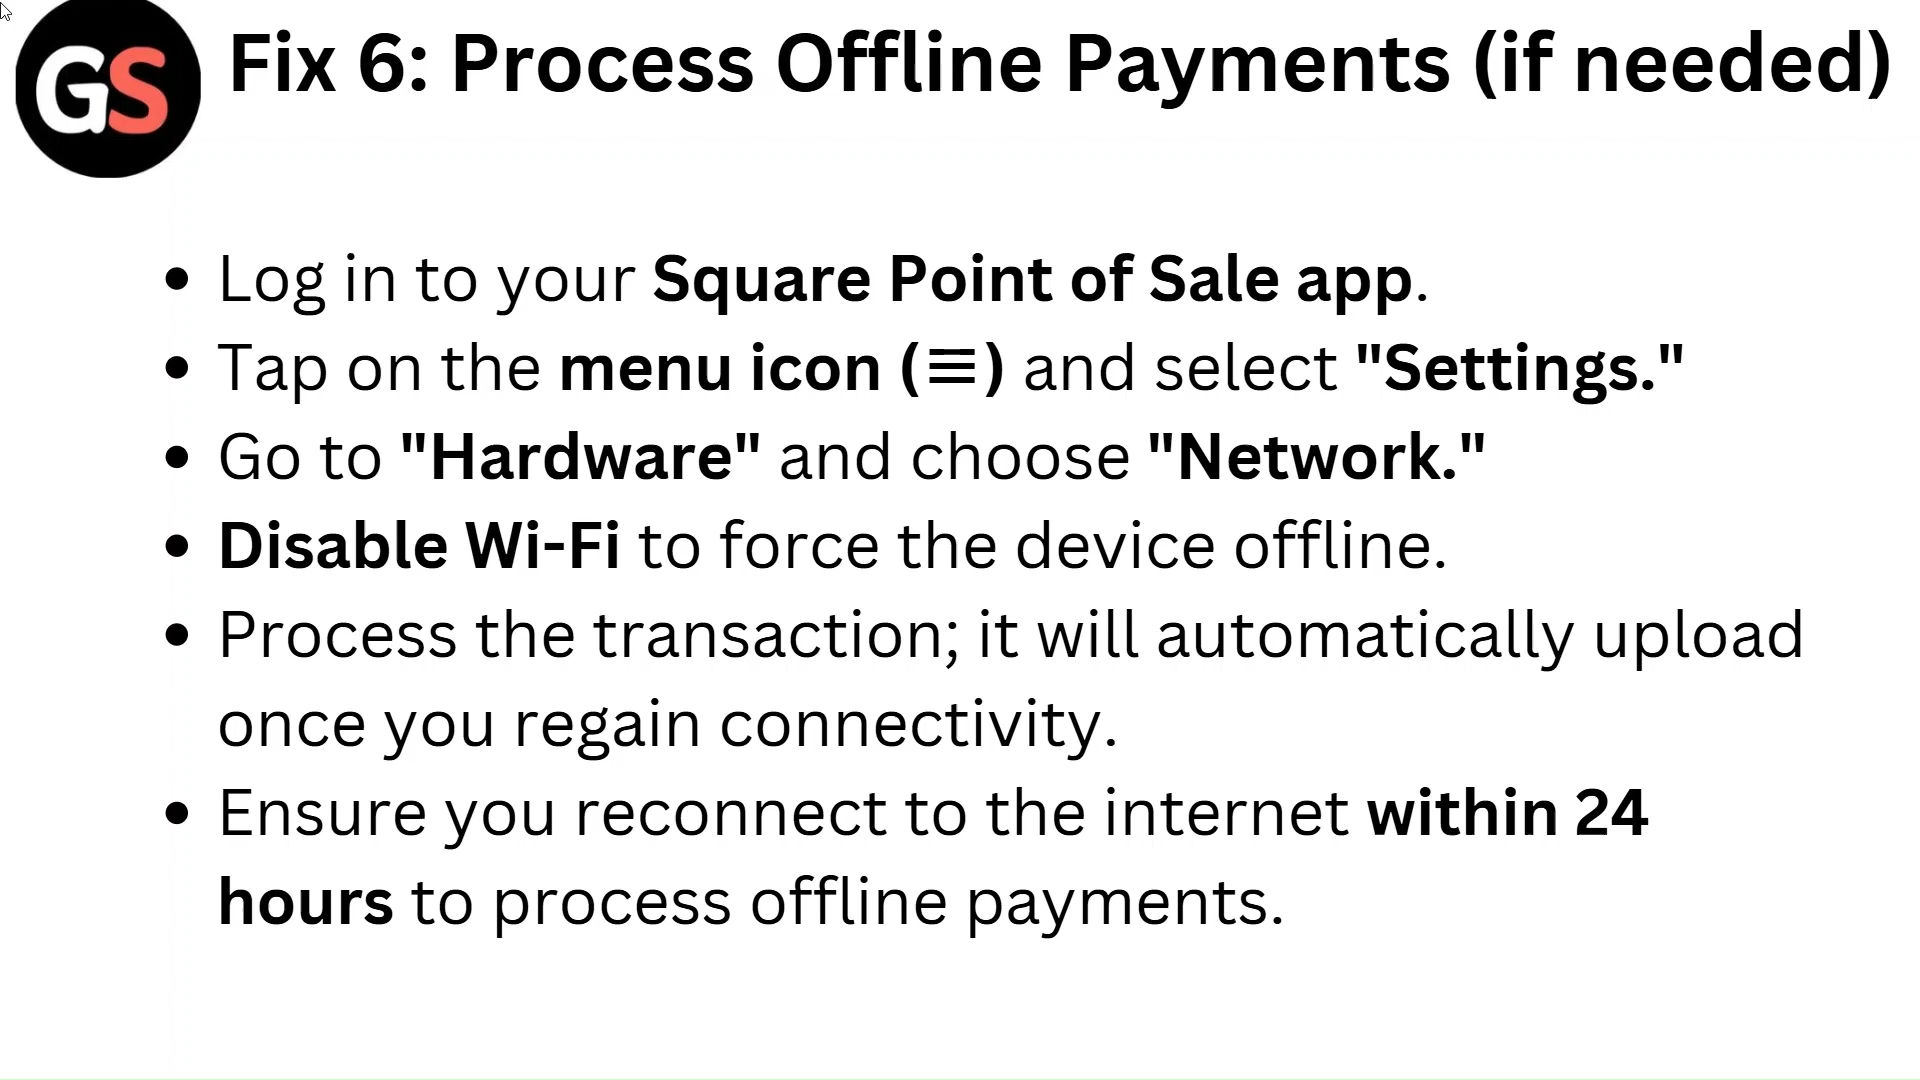 GS
Fix 6: Process Offline Payments (if needed)
• Log in to your Square Point of Sale app.
• Tap on the menu icon (≡) and select "Settings."
• Go to "Hardware" and choose "Network."
• Disable Wi-Fi to force the device offline.
• Process the transaction; it will automatically upload
once you regain connectivity.
• Ensure you reconnect to the internet within 24
hours to process offline payments.